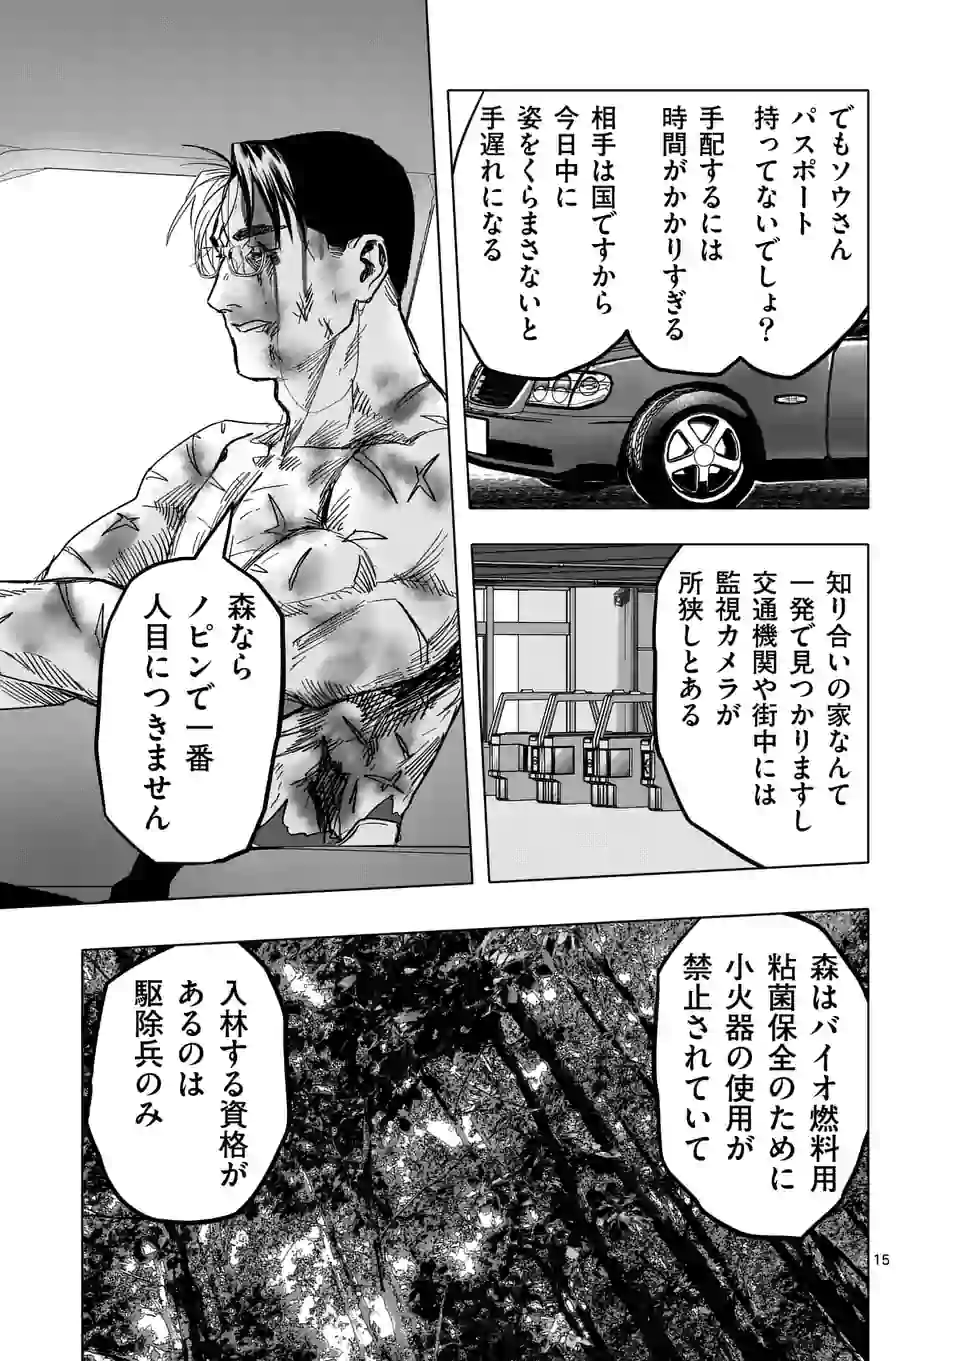 でもソウさん
パスポート
持ってないでしょ?
手配するには
時間がかかりすぎる
相手は国ですから
今日中に
姿をくらまさないと
手遅れになる
知り合いの家なんて
一発で見つかりますし
交通機関や街中には
監視カメラが
所狭しとある
森なら
ノピンで一番
人目につきません
森はバイオ燃料用
粘菌保全のために
小火器の使用が
禁止されていて
入林する資格が
あるのは
駆除兵のみ
15